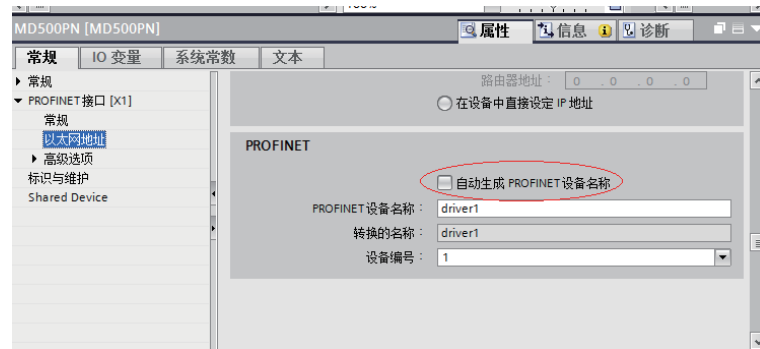 MD500PN [MD500PN]
属性 信息 诊断
常规 IO 变量 系统常数 文本
常规
PROFINET接口 [X1]
常规
以太网地址
高级选项
标识与维护
Shared Device
路由器地址： 0 . 0 . 0 . 0
在设备中直接设定 IP 地址
PROFINET
自动生成 PROFINET设备名称
PROFINET设备名称： driver1
转换的名称： driver1
设备编号： 1